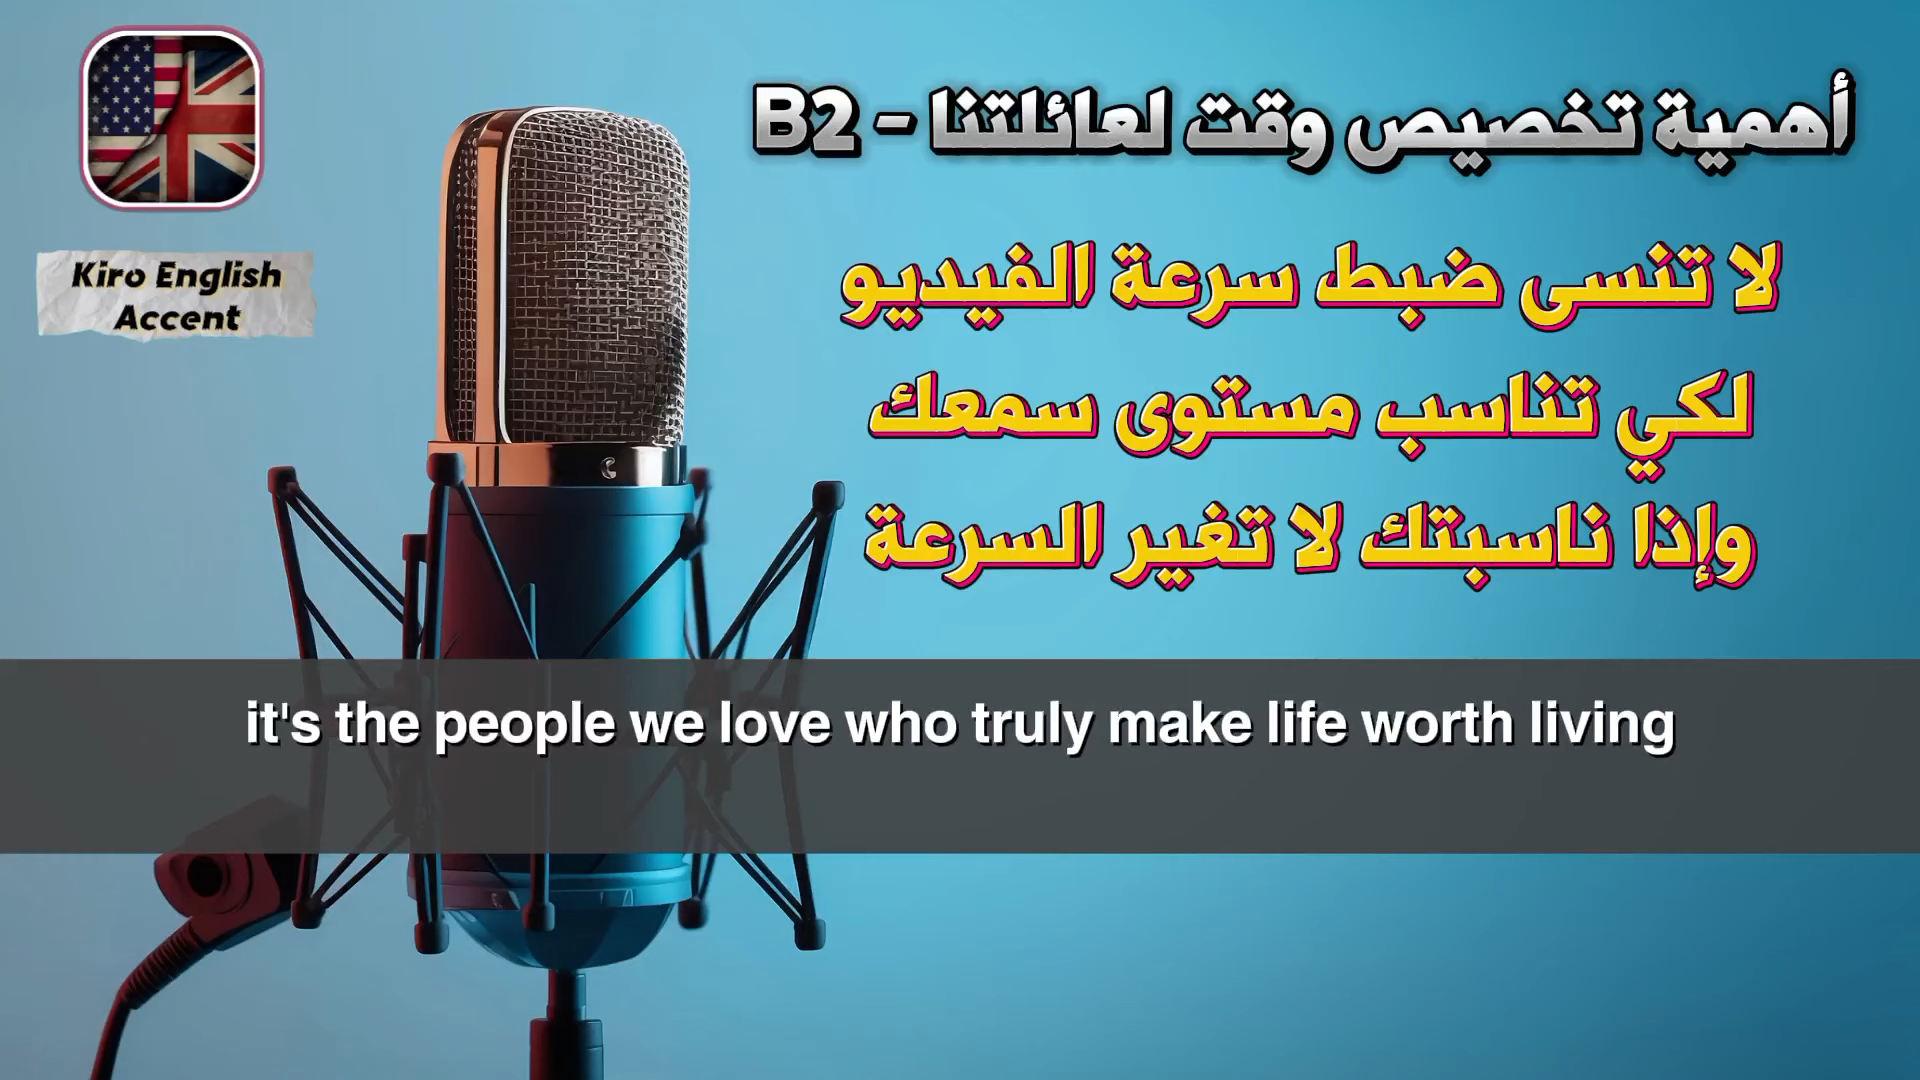 أهمية تخصيص وقت لعائلتنا - B2
لا تنسى ضبط سرعة الفيديو
لكي تناسب مستوى سمعك
وإذا ناسبتك لا تغير السرعة
Kiro English
Accent
it's the people we love who truly make life worth living